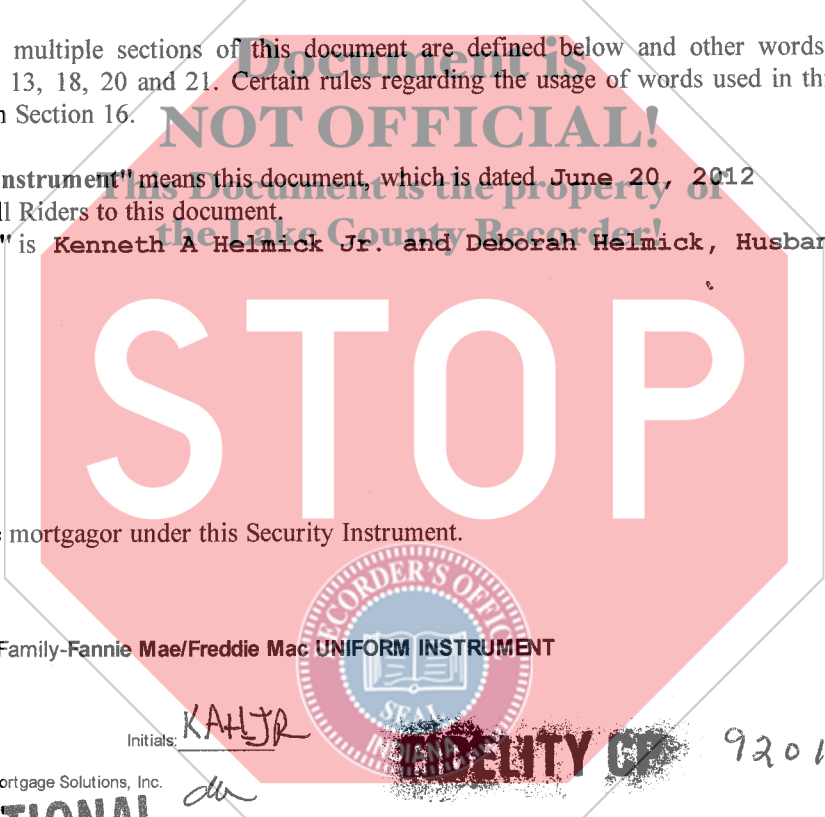 multiple sections of this document are defined below and other words
13, 18, 20 and 21. Certain rules regarding the usage of words used in th
n Section 16.
Document is
NOT OFFICIAL!
This Document is the property of
the Lake County Recorder!
nstrument" means this document, which is dated June 20, 2012
ll Riders to this document.
" is Kenneth A Helmick Jr. and Deborah Helmick, Husban
STOP
mortgagor under this Security Instrument.
RECORDER'S OFFICE
SEAL
INDIANA
Family-Fannie Mae/Freddie Mac UNIFORM INSTRUMENT
Initials: KAHJR
FIDELITY CP 9201
ortgage Solutions, Inc.
dh
TIONAL